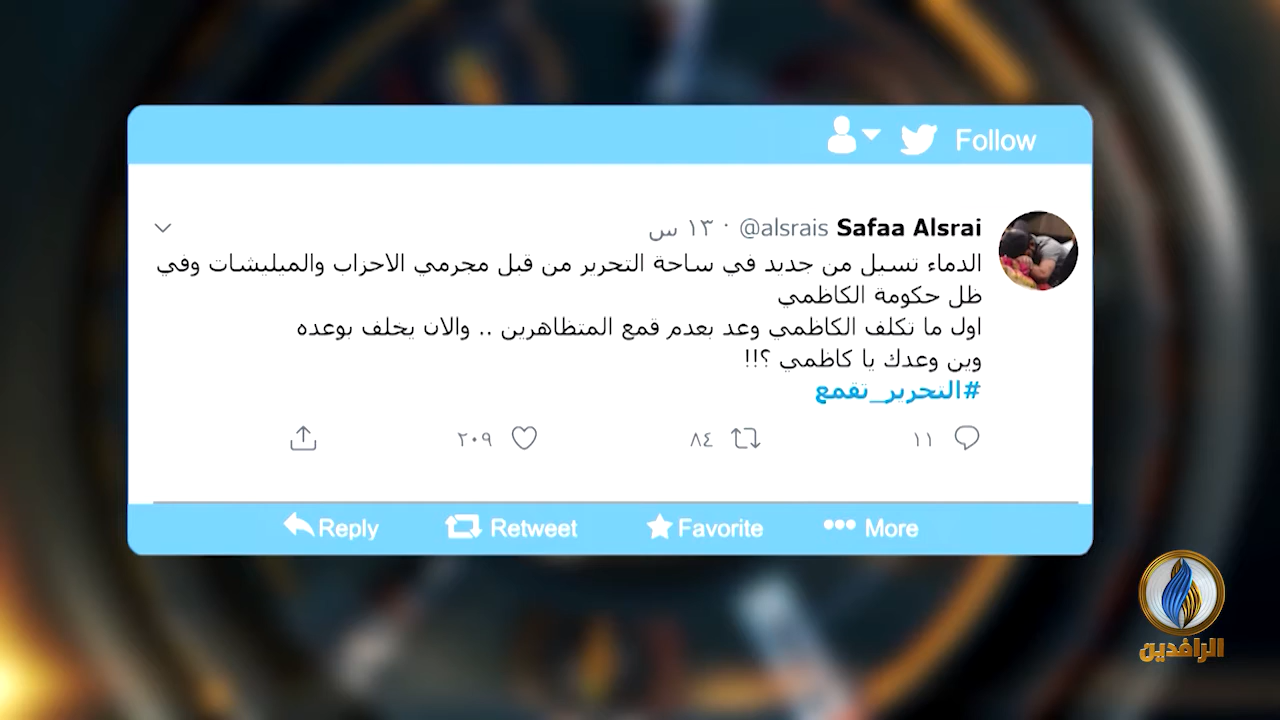 Follow
Safaa Alsrai @alsrais · ١٣ س
الدماء تسيل من جديد في ساحة التحرير من قبل مجرمي الاحزاب والميليشات وفي
ظل حكومة الكاظمي
اول ما تكلف الكاظمي وعد بعدم قمع المتظاهرين .. والان يخلف بوعده
وين وعدك يا كاظمي ؟!!
#التحرير_تقمع
١١ ٨٤ ٢٠٩
Reply Retweet Favorite More
الرافدين